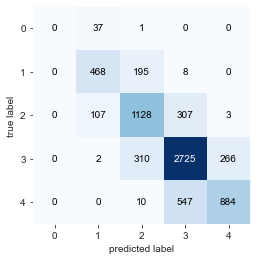 0 0 37 1 0 0
1 0 468 195 8 0
2 0 107 1128 307 3
3 0 2 310 2725 266
4 0 0 10 547 884
0 1 2 3 4
predicted label
true label